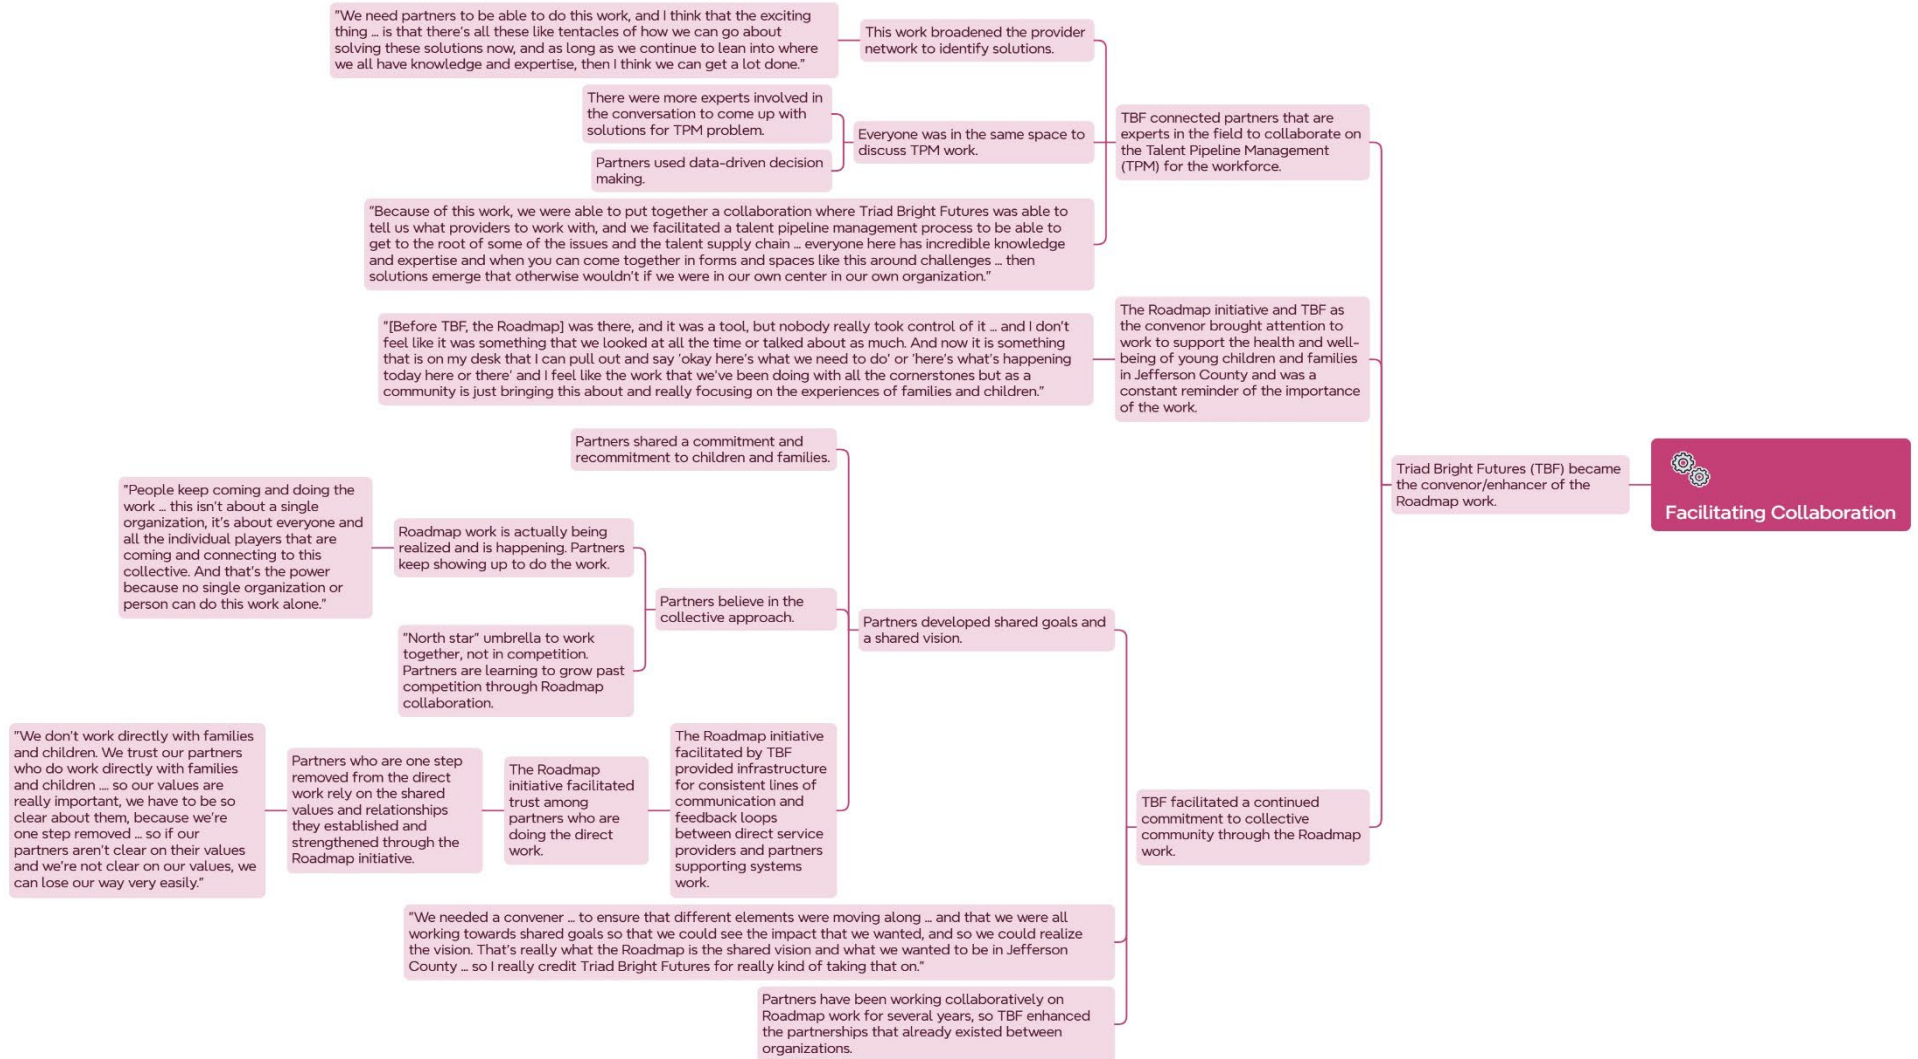 "We need partners to be able to do this work, and I think that the exciting
thing ... is that there's all these like tentacles of how we can go about
solving these solutions now, and as long as we continue to lean into where
we all have knowledge and expertise, then I think we can get a lot done."
This work broadened the provider
network to identify solutions.
There were more experts involved in
the conversation to come up with
solutions for TPM problem.
Partners used data-driven decision
making.
Everyone was in the same space to
discuss TPM work.
TBF connected partners that are
experts in the field to collaborate on
the Talent Pipeline Management
(TPM) for the workforce.
"Because of this work, we were able to put together a collaboration where Triad Bright Futures was able to
tell us what providers to work with, and we facilitated a talent pipeline management process to be able to
get to the root of some of the issues and the talent supply chain ... everyone here has incredible knowledge
and expertise and when you can come together in forms and spaces like this around challenges ... then
solutions emerge that otherwise wouldn't if we were in our own center in our own organization."
"[Before TBF, the Roadmap] was there, and it was a tool, but nobody really took control of it ... and I don't
feel like it was something that we looked at all the time or talked about as much. And now it is something
that is on my desk that I can pull out and say 'okay here's what we need to do' or 'here's what's happening
today here or there' and I feel like the work that we've been doing with all the cornerstones but as a
community is just bringing this about and really focusing on the experiences of families and children."
The Roadmap initiative and TBF as
the convenor brought attention to
work to support the health and well-
being of young children and families
in Jefferson County and was a
constant reminder of the importance
of the work.
Partners shared a commitment and
recommitment to children and families.
"People keep coming and doing the
work ... this isn't about a single
organization, it's about everyone and
all the individual players that are
coming and connecting to this
collective. And that's the power
because no single organization or
person can do this work alone."
Roadmap work is actually being
realized and is happening. Partners
keep showing up to do the work.
"North star" umbrella to work
together, not in competition.
Partners are learning to grow past
competition through Roadmap
collaboration.
Partners believe in the
collective approach.
Partners developed shared goals and
a shared vision.
Triad Bright Futures (TBF) became
the convenor/enhancer of the
Roadmap work.
Facilitating Collaboration
"We don't work directly with families
and children. We trust our partners
who do work directly with families
and children .... so our values are
really important, we have to be so
clear about them, because we're
one step removed ... so if our
partners aren't clear on their values
and we're not clear on our values, we
can lose our way very easily."
Partners who are one step
removed from the direct
work rely on the shared
values and relationships
they established and
strengthened through the
Roadmap initiative.
The Roadmap
initiative facilitated
trust among
partners who are
doing the direct
work.
The Roadmap initiative
facilitated by TBF
provided infrastructure
for consistent lines of
communication and
feedback loops
between direct service
providers and partners
supporting systems
work.
TBF facilitated a continued
commitment to collective
community through the Roadmap
work.
"We needed a convener ... to ensure that different elements were moving along ... and that we were all
working towards shared goals so that we could see the impact that we wanted, and so we could realize
the vision. That's really what the Roadmap is the shared vision and what we wanted to be in Jefferson
County ... so I really credit Triad Bright Futures for really kind of taking that on."
Partners have been working collaboratively on
Roadmap work for several years, so TBF enhanced
the partnerships that already existed between
organizations.